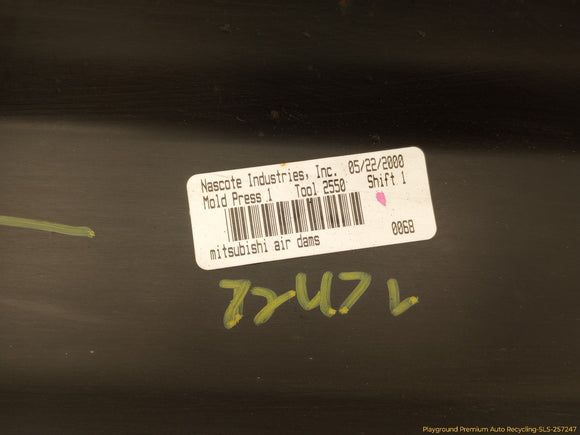 Nascote Industries, Inc. 05/22/2000
Mold Press 1 Tool 2550 Shift 1
mitsubishi air dams 0068
Playground Premium Auto Recycling-SLS-257247